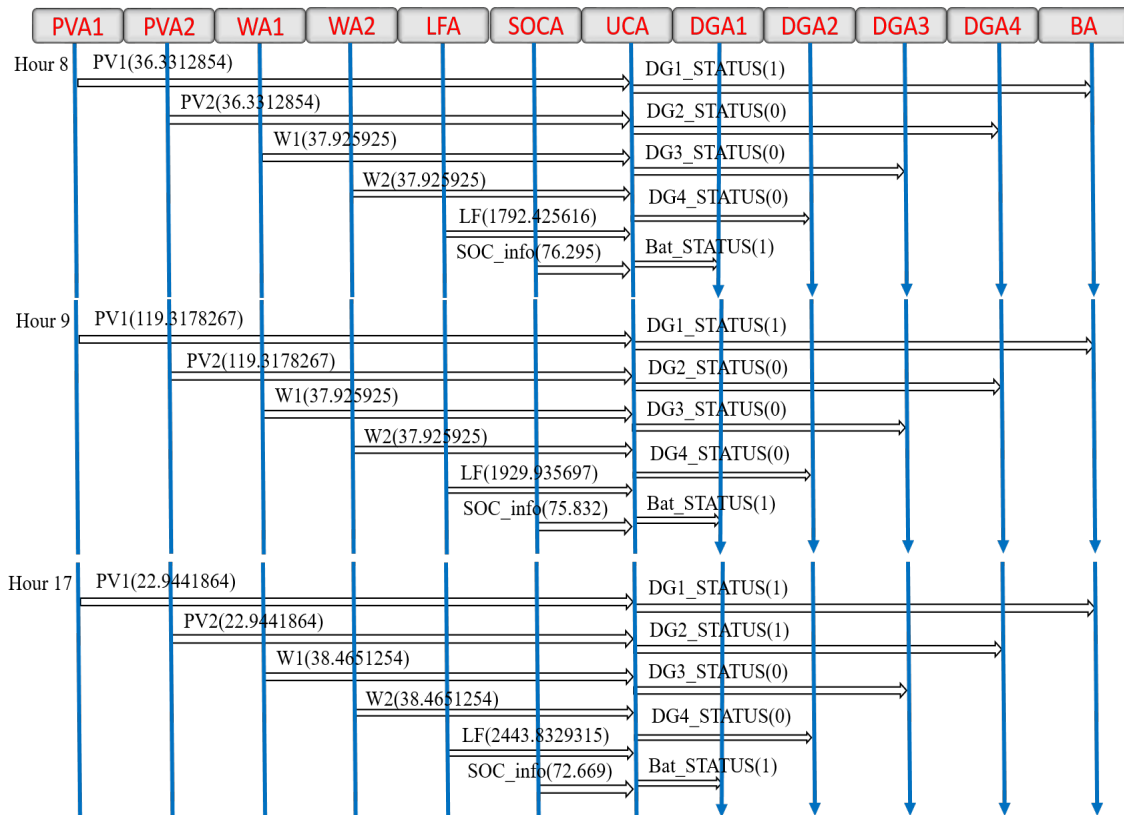 PVA1 PVA2 WA1 WA2 LFA SOCA UCA DGA1 DGA2 DGA3 DGA4 BA
Hour 8 PV1(36.3312854) DG1_STATUS(1)
PV2(36.3312854) DG2_STATUS(0)
W1(37.925925) DG3_STATUS(0)
W2(37.925925) DG4_STATUS(0)
LF(1792.425616)
SOC_info(76.295) Bat_STATUS(1)
Hour 9 PV1(119.3178267) DG1_STATUS(1)
PV2(119.3178267) DG2_STATUS(0)
W1(37.925925) DG3_STATUS(0)
W2(37.925925) DG4_STATUS(0)
LF(1929.935697)
SOC_info(75.832) Bat_STATUS(1)
Hour 17 PV1(22.9441864) DG1_STATUS(1)
PV2(22.9441864) DG2_STATUS(1)
W1(38.4651254) DG3_STATUS(0)
W2(38.4651254) DG4_STATUS(0)
LF(2443.8329315)
SOC_info(72.669) Bat_STATUS(1)